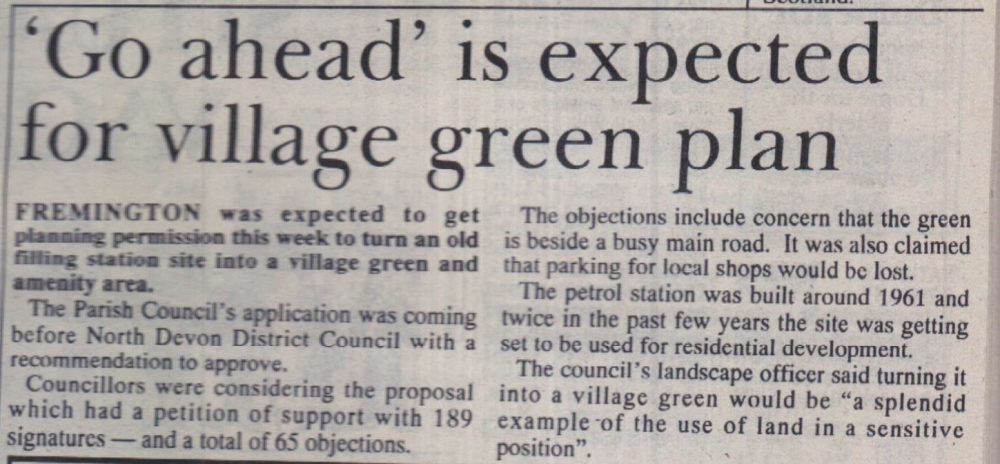 ‘Go ahead’ is expected
for village green plan
FREMINGTON was expected to get
planning permission this week to turn an old
filling station site into a village green and
amenity area.
The Parish Council's application was coming
before North Devon District Council with a
recommendation to approve.
Councillors were considering the proposal
which had a petition of support with 189
signatures — and a total of 65 objections.
The objections include concern that the green
is beside a busy main road. It was also claimed
that parking for local shops would be lost.
The petrol station was built around 1961 and
twice in the past few years the site was getting
set to be used for residential development.
The council's landscape officer said turning it
into a village green would be “a splendid
example of the use of land in a sensitive
position”.